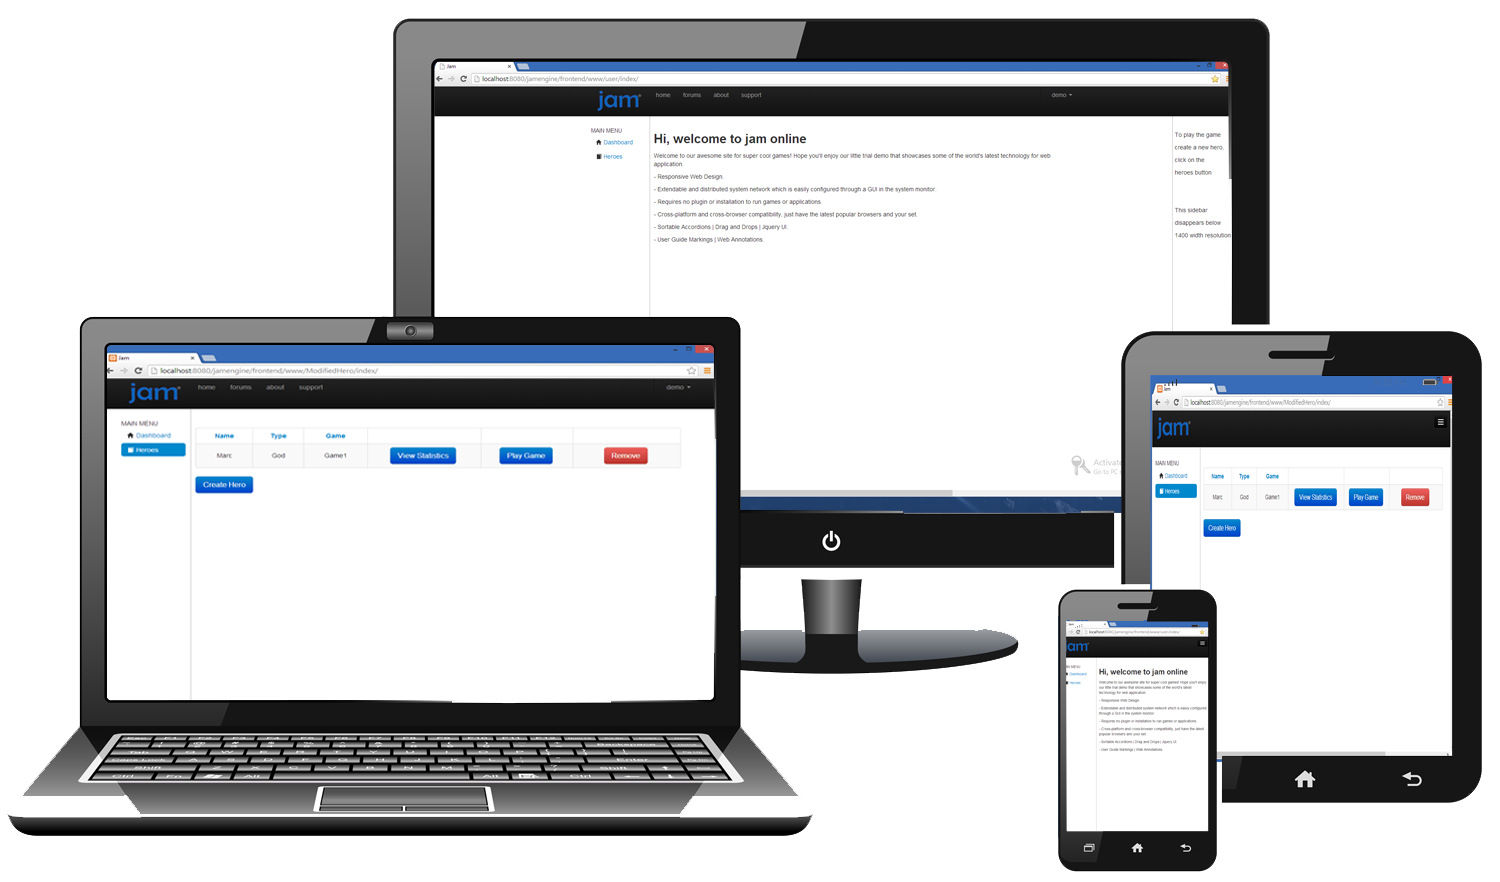 Jam
localhost:8080/jamengine/frontend/www/user/index/
jam
home forums about support demo
MAIN MENU
Dashboard
Heroes
Hi, welcome to jam online
Welcome to our awesome site for super cool games! Hope you'll enjoy our little trial demo that showcases some of the world's latest technology for web
application.
- Responsive Web Design.
- Extendable and distributed system network which is easily configured through a GUI in the system monitor.
- Requires no plugin or installation to run games or applications.
- Cross-platform and cross-browser compatibility, just have the latest popular browsers and your set.
- Sortable Accordions | Drag and Drops | Jquery UI.
- User Guide Markings | Web Annotations.
To play the game
create a new hero,
click on the
heroes button
This sidebar
disappears below
1400 width resolution
Activate
Go to PC
Jam
localhost:8080/jamengine/frontend/www/ModifiedHero/index/
jam
home forums about support demo
MAIN MENU
Dashboard
Heroes
Name Type Game
Marc God Game1 View Statistics Play Game Remove
Create Hero
Backspace
Tab
Caps Lock Enter
Shift Shift
Ctrl Fn Alt Alt Ctrl
Jam
localhost:8080/jamengine/frontend/www/ModifiedHero/index/
jam
MAIN MENU
Dashboard
Heroes
Name Type Game
Marc God Game1 View Statistics Play Game Remove
Create Hero
Jam
localhost:8080/jamengine/frontend/www/user/index/
jam
MENU
Dashboard
Heroes
Hi, welcome to jam online
Welcome to our awesome site for super cool games! Hope you'll enjoy
our little trial demo that showcases some of the world's latest
technology for web application.
- Responsive Web Design.
- Extendable and distributed system network which is easily configured
through a GUI in the system monitor.
- Requires no plugin or installation to run games or applications.
- Cross-platform and cross-browser compatibility, just have the latest
popular browsers and your set.
- Sortable Accordions | Drag and Drops | Jquery UI.
- User Guide Markings | Web Annotations.